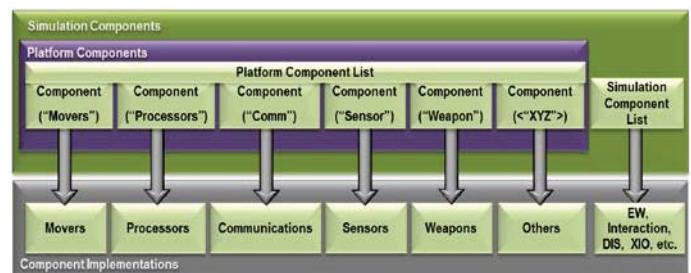 Simulation Components
Platform Components
Platform Component List
Component
("Movers")
Component
("Processors")
Component
("Comm")
Component
("Sensor")
Component
("Weapon")
Component
(<"XYZ">)
Simulation
Component
List
Movers
Processors
Communications
Sensors
Weapons
Others
EW,
Interaction,
DIS, XIO, etc.
Component Implementations